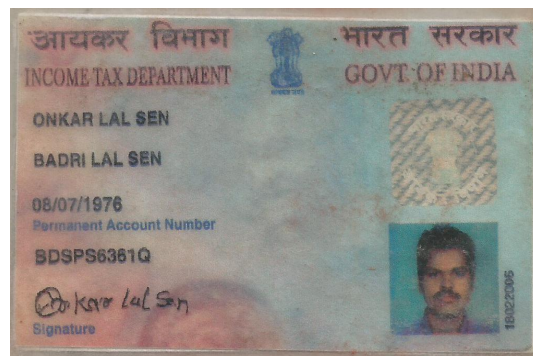 आयकर विभाग
भारत सरकार
INCOME TAX DEPARTMENT
GOVT. OF INDIA
ONKAR LAL SEN
BADRI LAL SEN
08/07/1976
Permanent Account Number
BDSPS6361Q
Onkar Lal Sen
Signature
18022006